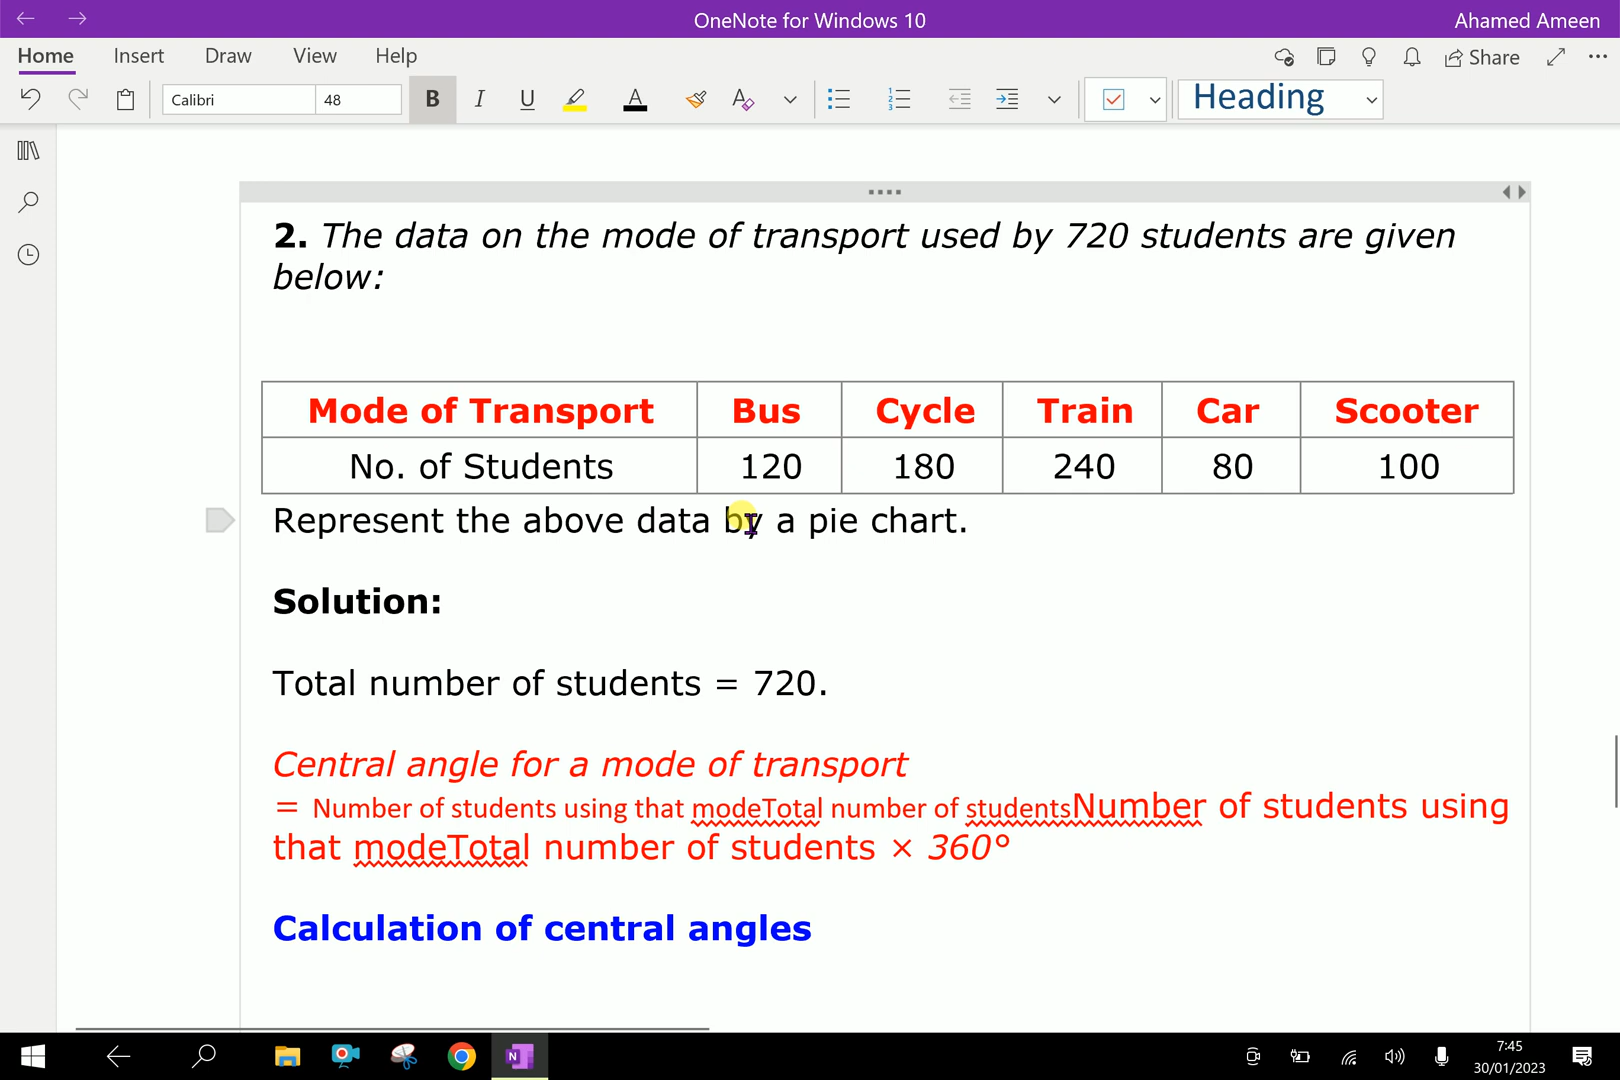 OneNote for Windows 10
Ahamed Ameen
Home Insert Draw View Help
Share
Calibri 48 B I U A A Heading
2. The data on the mode of transport used by 720 students are given
below:
Mode of Transport Bus Cycle Train Car Scooter
No. of Students 120 180 240 80 100
Represent the above data by a pie chart.
Solution:
Total number of students = 720.
Central angle for a mode of transport
= Number of students using that modeTotal number of studentsNumber of students using
that modeTotal number of students × 360°
Calculation of central angles
7:45
30/01/2023